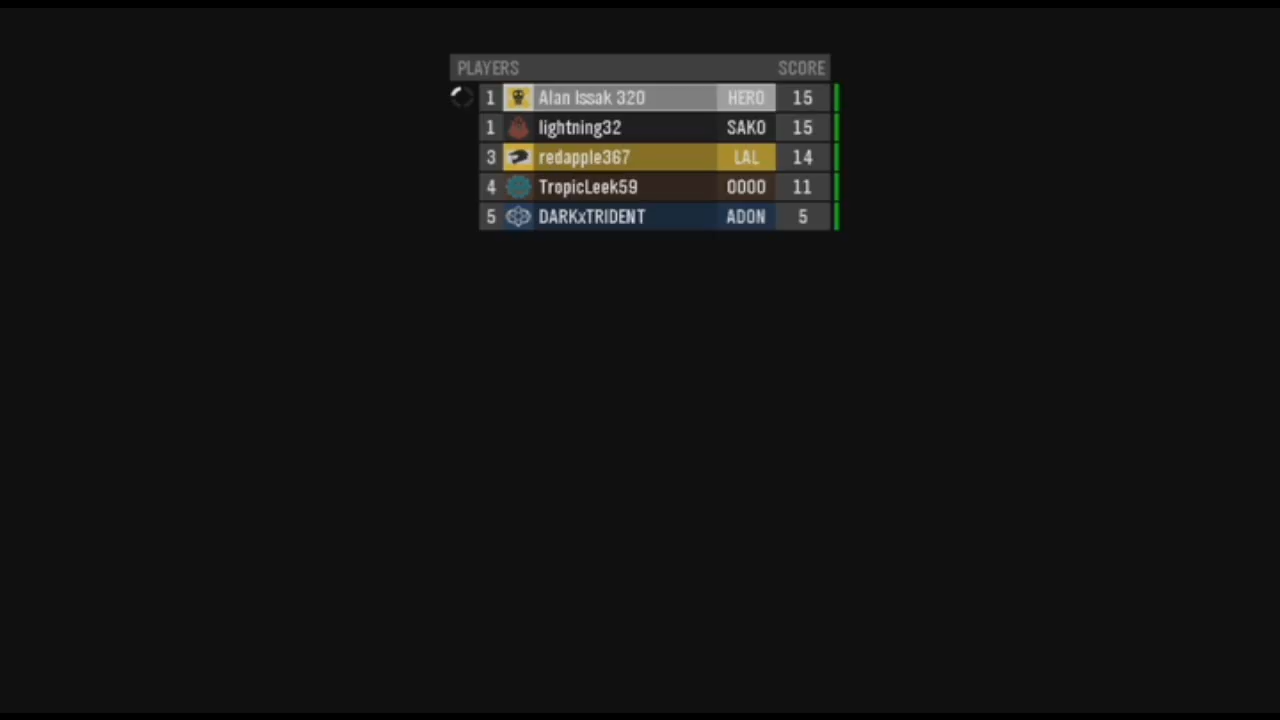 PLAYERS SCORE
1 Alan Issak 320 HERO 15
1 lightning32 SAKO 15
3 redapple367 LAL 14
4 TropicLeek59 OOOO 11
5 DARKxTRIDENT ADON 5